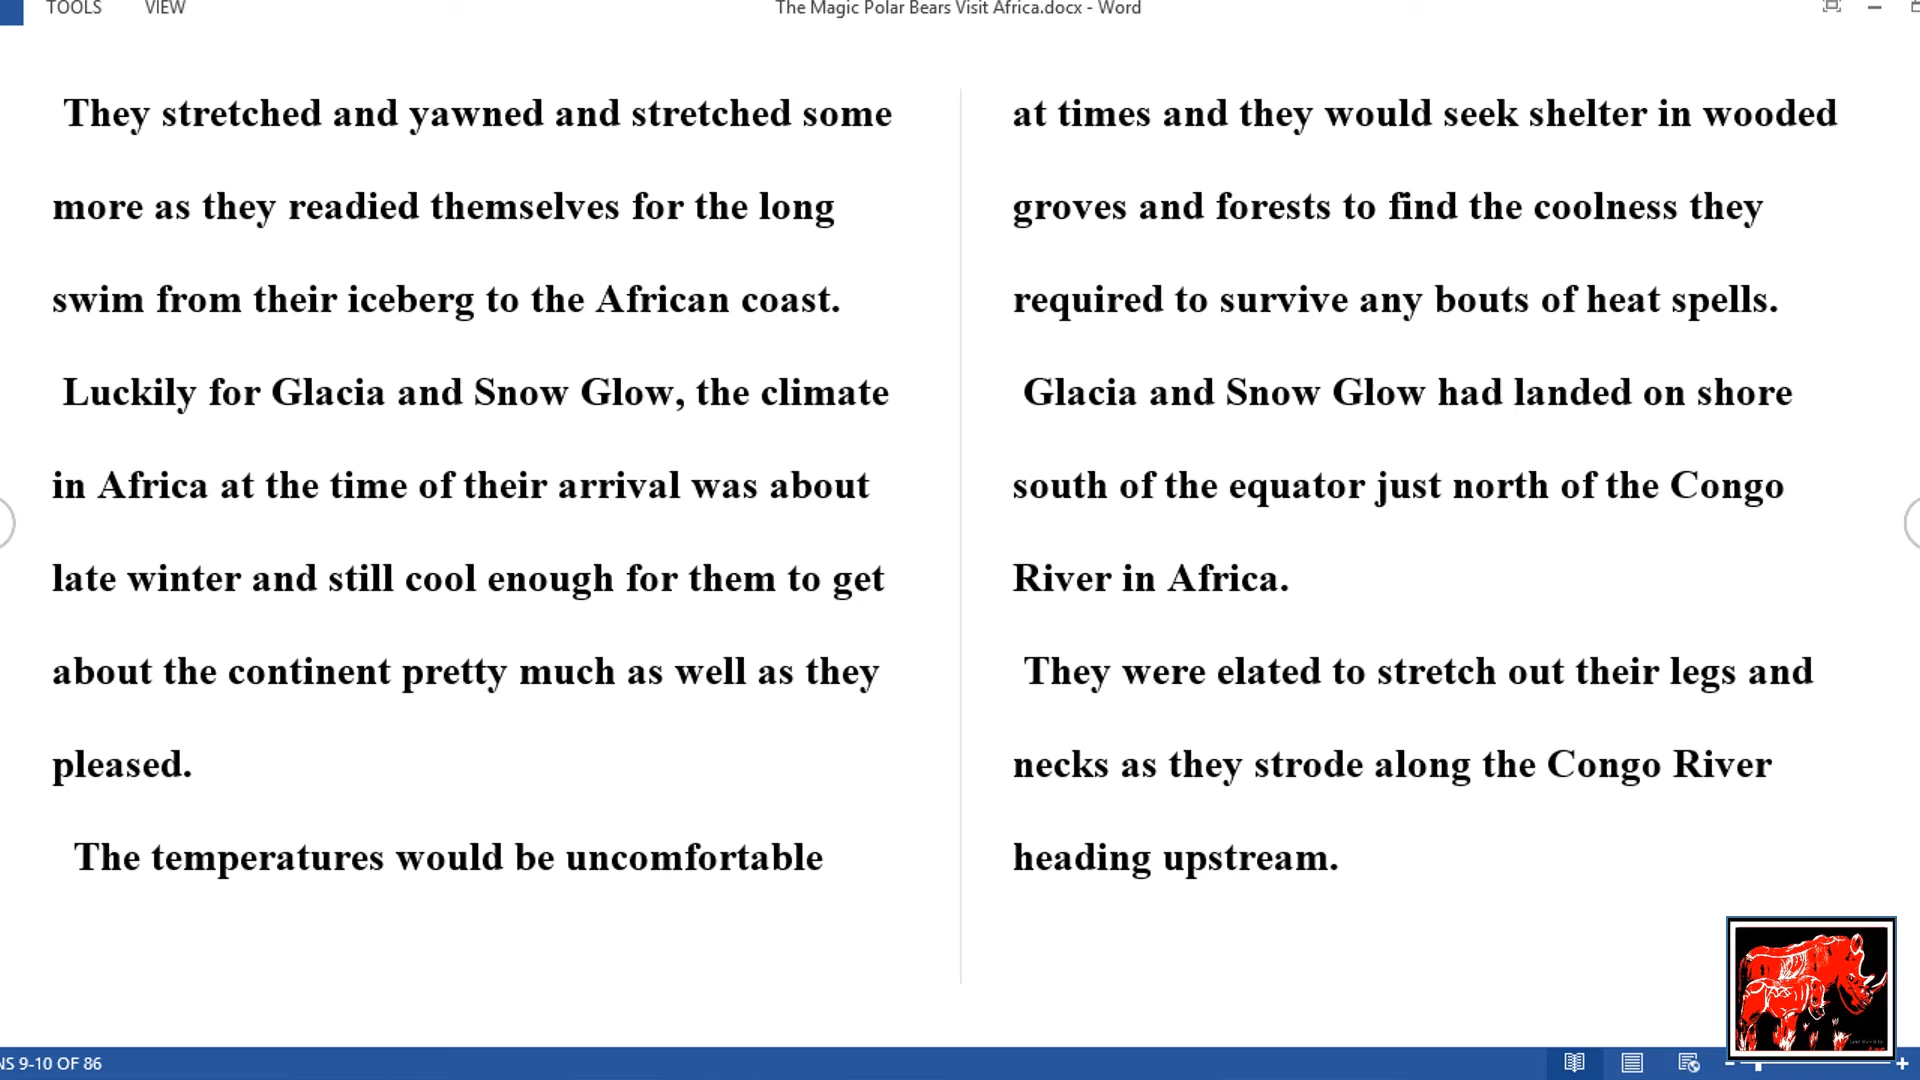 TOOLS VIEW The Magic Polar Bears Visit Africa.docx - Word
They stretched and yawned and stretched some
more as they readied themselves for the long
swim from their iceberg to the African coast.
Luckily for Glacia and Snow Glow, the climate
in Africa at the time of their arrival was about
late winter and still cool enough for them to get
about the continent pretty much as well as they
pleased.
The temperatures would be uncomfortable
at times and they would seek shelter in wooded
groves and forests to find the coolness they
required to survive any bouts of heat spells.
Glacia and Snow Glow had landed on shore
south of the equator just north of the Congo
River in Africa.
They were elated to stretch out their legs and
necks as they strode along the Congo River
heading upstream.
NS 9-10 OF 86